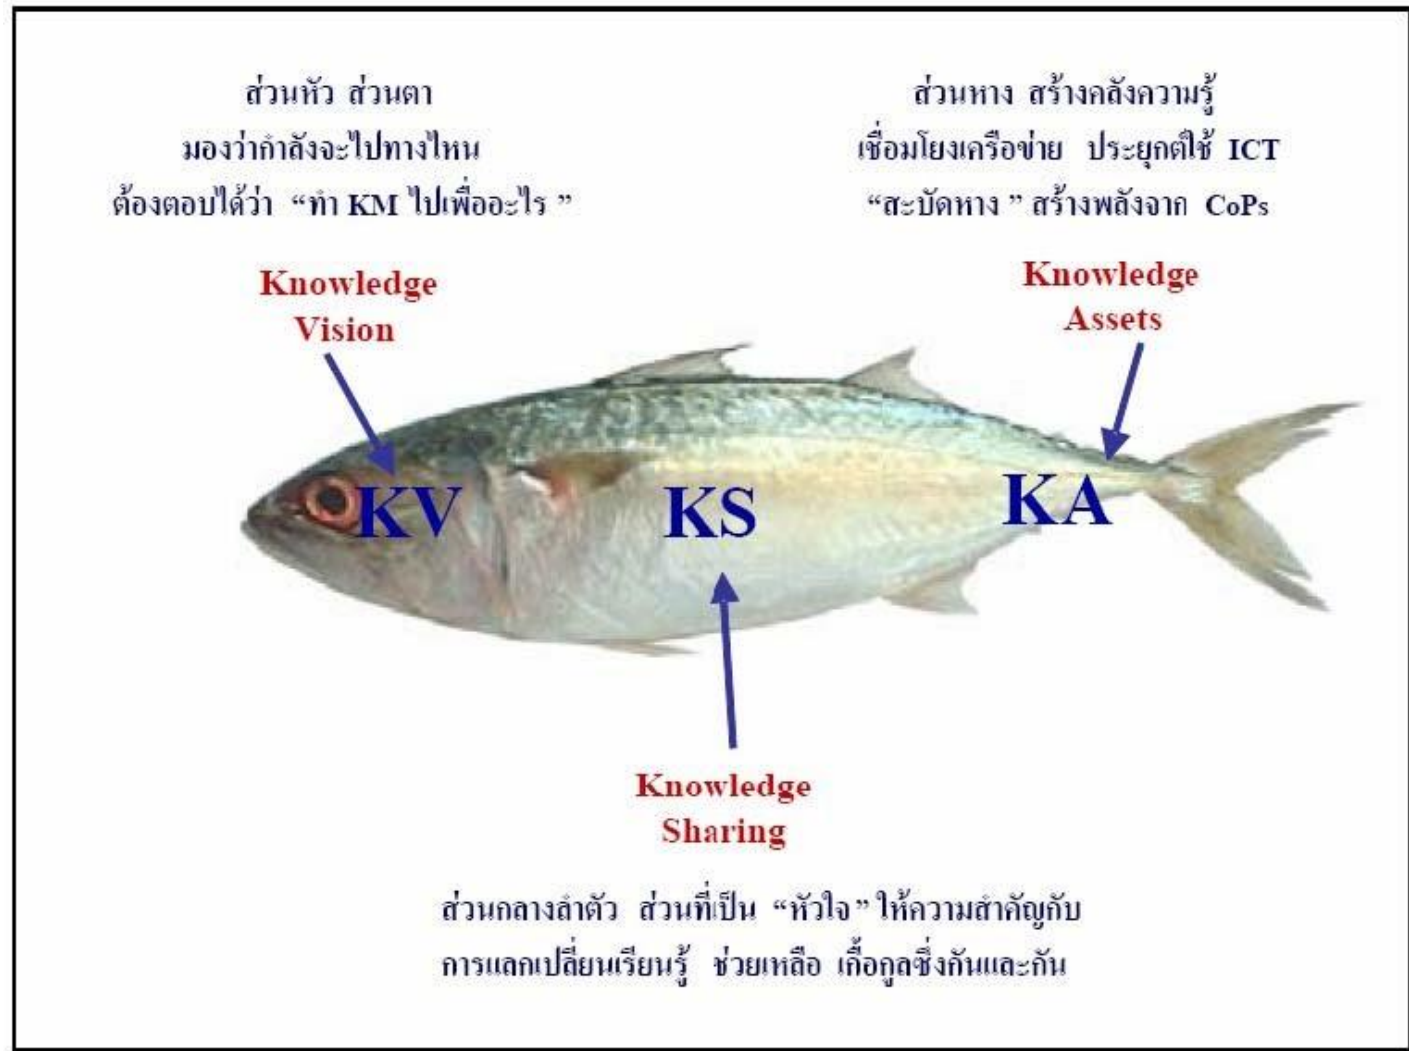 ส่วนหัว ส่วนตา
มองว่ากำลังจะไปทางไหน
ต้องตอบได้ว่า “ทำ KM ไปเพื่ออะไร ”
Knowledge
Vision
ส่วนหาง สร้างคลังความรู้
เชื่อมโยงเครือข่าย ประยุกต์ใช้ ICT
“สะบัดหาง ” สร้างพลังจาก CoPs
Knowledge
Assets
KV
KS
KA
Knowledge
Sharing
ส่วนกลางลำตัว ส่วนที่เป็น “หัวใจ” ให้ความสำคัญกับ
การแลกเปลี่ยนเรียนรู้ ช่วยเหลือ เกื้อกูลซึ่งกันและกัน